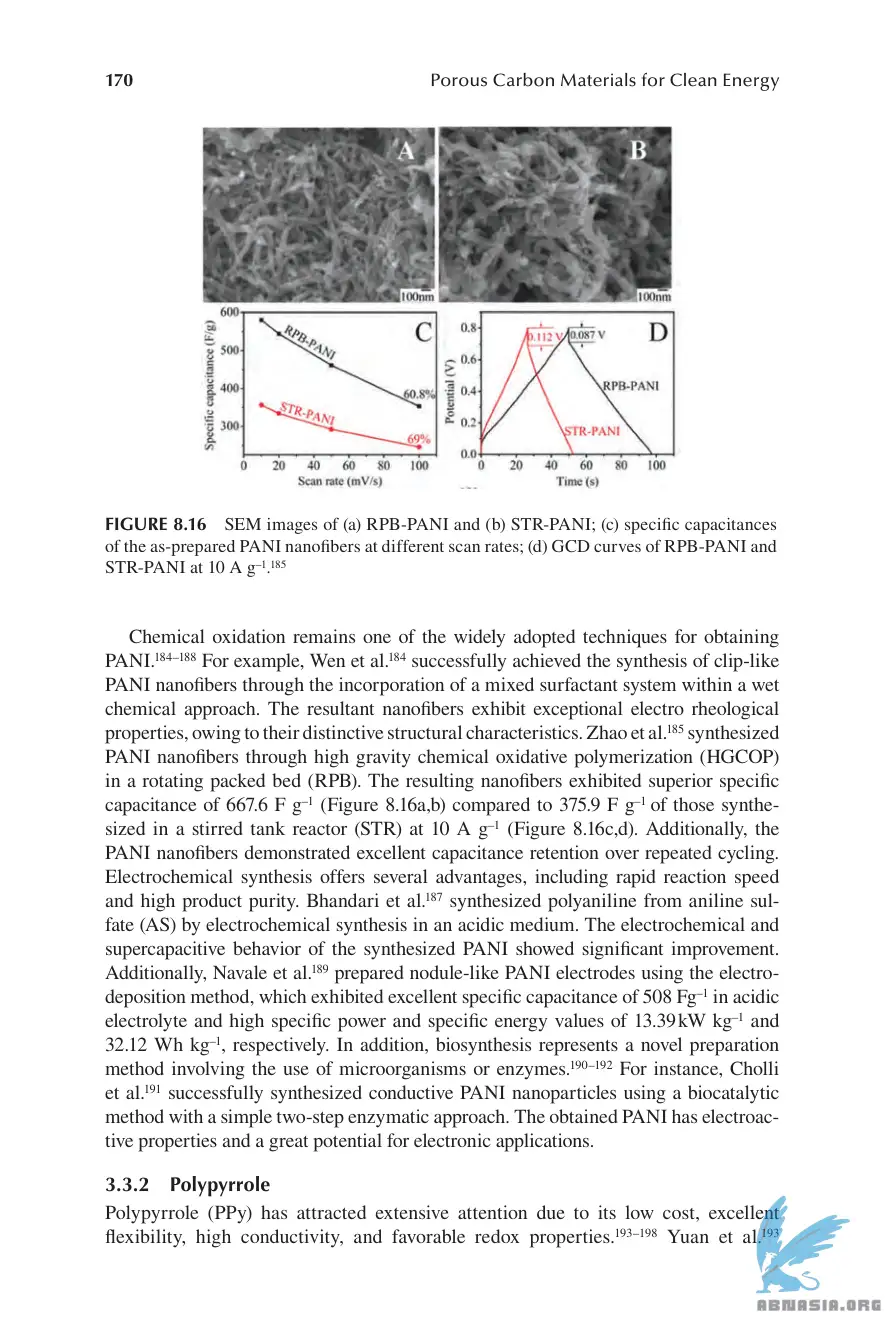 170
Porous Carbon Materials for Clean Energy
A
B
100nm
100nm
C
600
500
400
300
Specific capacitance (F/g)
RPB-PANI
60.8%
STR-PANI
69%
0 20 40 60 80 100
Scan rate (mV/s)
D
0.8
0.6
0.4
0.2
0.0
Potential (V)
0.112 V
0.087 V
RPB-PANI
STR-PANI
0 20 40 60 80 100
Time (s)
FIGURE 8.16 SEM images of (a) RPB-PANI and (b) STR-PANI; (c) specific capacitances
of the as-prepared PANI nanofibers at different scan rates; (d) GCD curves of RPB-PANI and
STR-PANI at 10 A g–1.185
Chemical oxidation remains one of the widely adopted techniques for obtaining
PANI.184–188 For example, Wen et al.184 successfully achieved the synthesis of clip-like
PANI nanofibers through the incorporation of a mixed surfactant system within a wet
chemical approach. The resultant nanofibers exhibit exceptional electro rheological
properties, owing to their distinctive structural characteristics. Zhao et al.185 synthesized
PANI nanofibers through high gravity chemical oxidative polymerization (HGCOP)
in a rotating packed bed (RPB). The resulting nanofibers exhibited superior specific
capacitance of 667.6 F g–1 (Figure 8.16a,b) compared to 375.9 F g–1 of those synthe-
sized in a stirred tank reactor (STR) at 10 A g–1 (Figure 8.16c,d). Additionally, the
PANI nanofibers demonstrated excellent capacitance retention over repeated cycling.
Electrochemical synthesis offers several advantages, including rapid reaction speed
and high product purity. Bhandari et al.187 synthesized polyaniline from aniline sul-
fate (AS) by electrochemical synthesis in an acidic medium. The electrochemical and
supercapacitive behavior of the synthesized PANI showed significant improvement.
Additionally, Navale et al.189 prepared nodule-like PANI electrodes using the electro-
deposition method, which exhibited excellent specific capacitance of 508 Fg–1 in acidic
electrolyte and high specific power and specific energy values of 13.39 kW kg–1 and
32.12 Wh kg–1, respectively. In addition, biosynthesis represents a novel preparation
method involving the use of microorganisms or enzymes.190–192 For instance, Cholli
et al.191 successfully synthesized conductive PANI nanoparticles using a biocatalytic
method with a simple two-step enzymatic approach. The obtained PANI has electroac-
tive properties and a great potential for electronic applications.
3.3.2 Polypyrrole
Polypyrrole (PPy) has attracted extensive attention due to its low cost, excellent
flexibility, high conductivity, and favorable redox properties.193–198 Yuan et al.193
ABNASIA.ORG